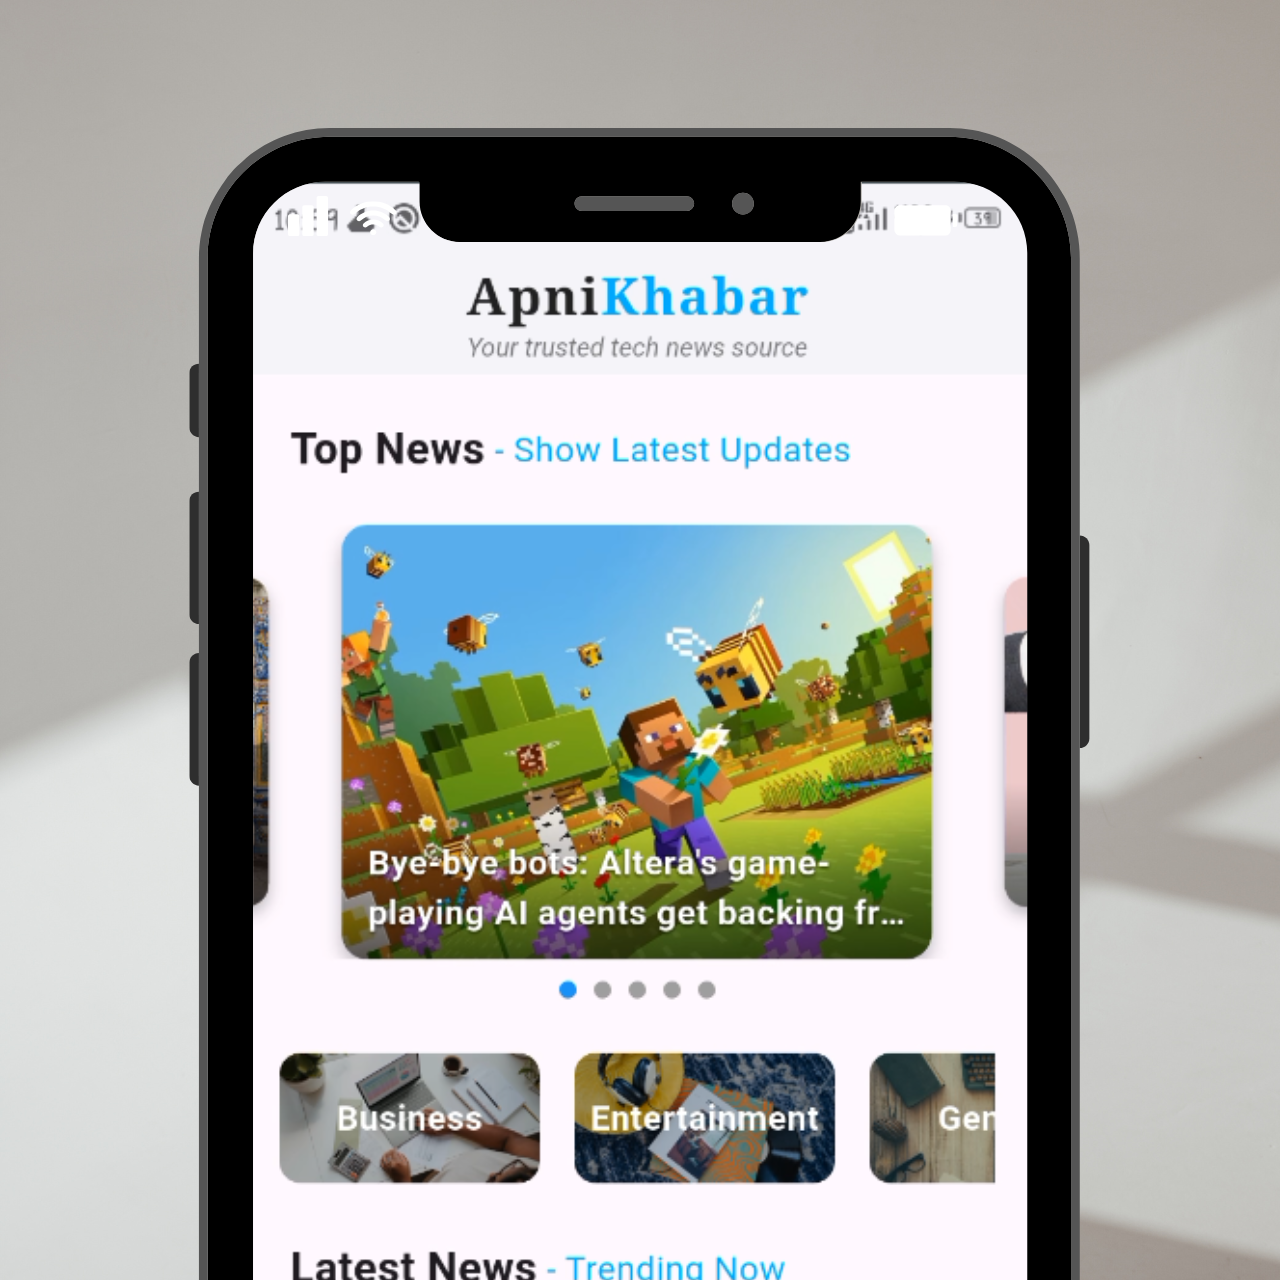 39
ApniKhabar
Your trusted tech news source
Top News - Show Latest Updates
Bye-bye bots: Altera's game-
playing AI agents get backing fr...
Business
Entertainment
Gen
Latest News - Trending Now